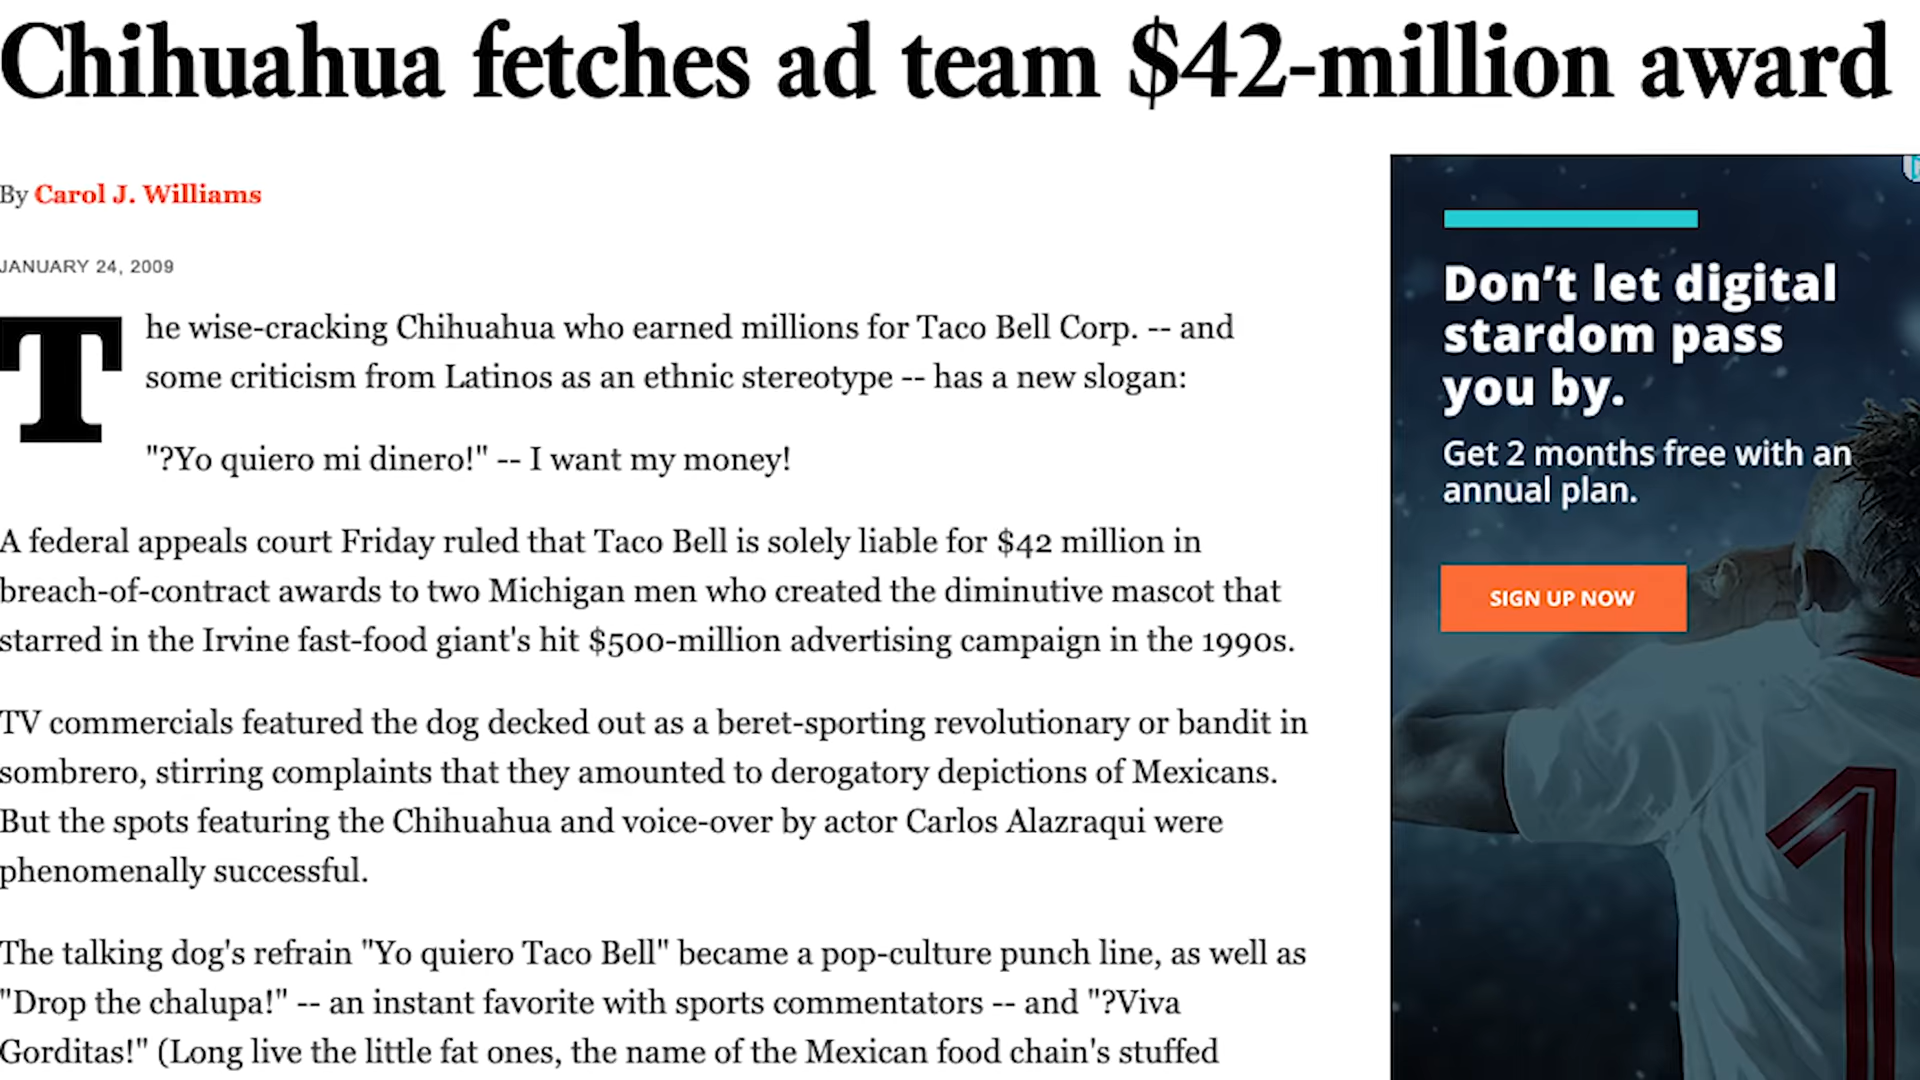 Chihuahua fetches ad team $42-million award
By Carol J. Williams
JANUARY 24, 2009
The wise-cracking Chihuahua who earned millions for Taco Bell Corp. -- and
some criticism from Latinos as an ethnic stereotype -- has a new slogan:
"?Yo quiero mi dinero!" -- I want my money!
A federal appeals court Friday ruled that Taco Bell is solely liable for $42 million in
breach-of-contract awards to two Michigan men who created the diminutive mascot that
starred in the Irvine fast-food giant's hit $500-million advertising campaign in the 1990s.
TV commercials featured the dog decked out as a beret-sporting revolutionary or bandit in
sombrero, stirring complaints that they amounted to derogatory depictions of Mexicans.
But the spots featuring the Chihuahua and voice-over by actor Carlos Alazraqui were
phenomenally successful.
The talking dog's refrain "Yo quiero Taco Bell" became a pop-culture punch line, as well as
"Drop the chalupa!" -- an instant favorite with sports commentators -- and "?Viva
Gorditas!" (Long live the little fat ones, the name of the Mexican food chain's stuffed
Don't let digital
stardom pass
you by.
Get 2 months free with an
annual plan.
SIGN UP NOW
1